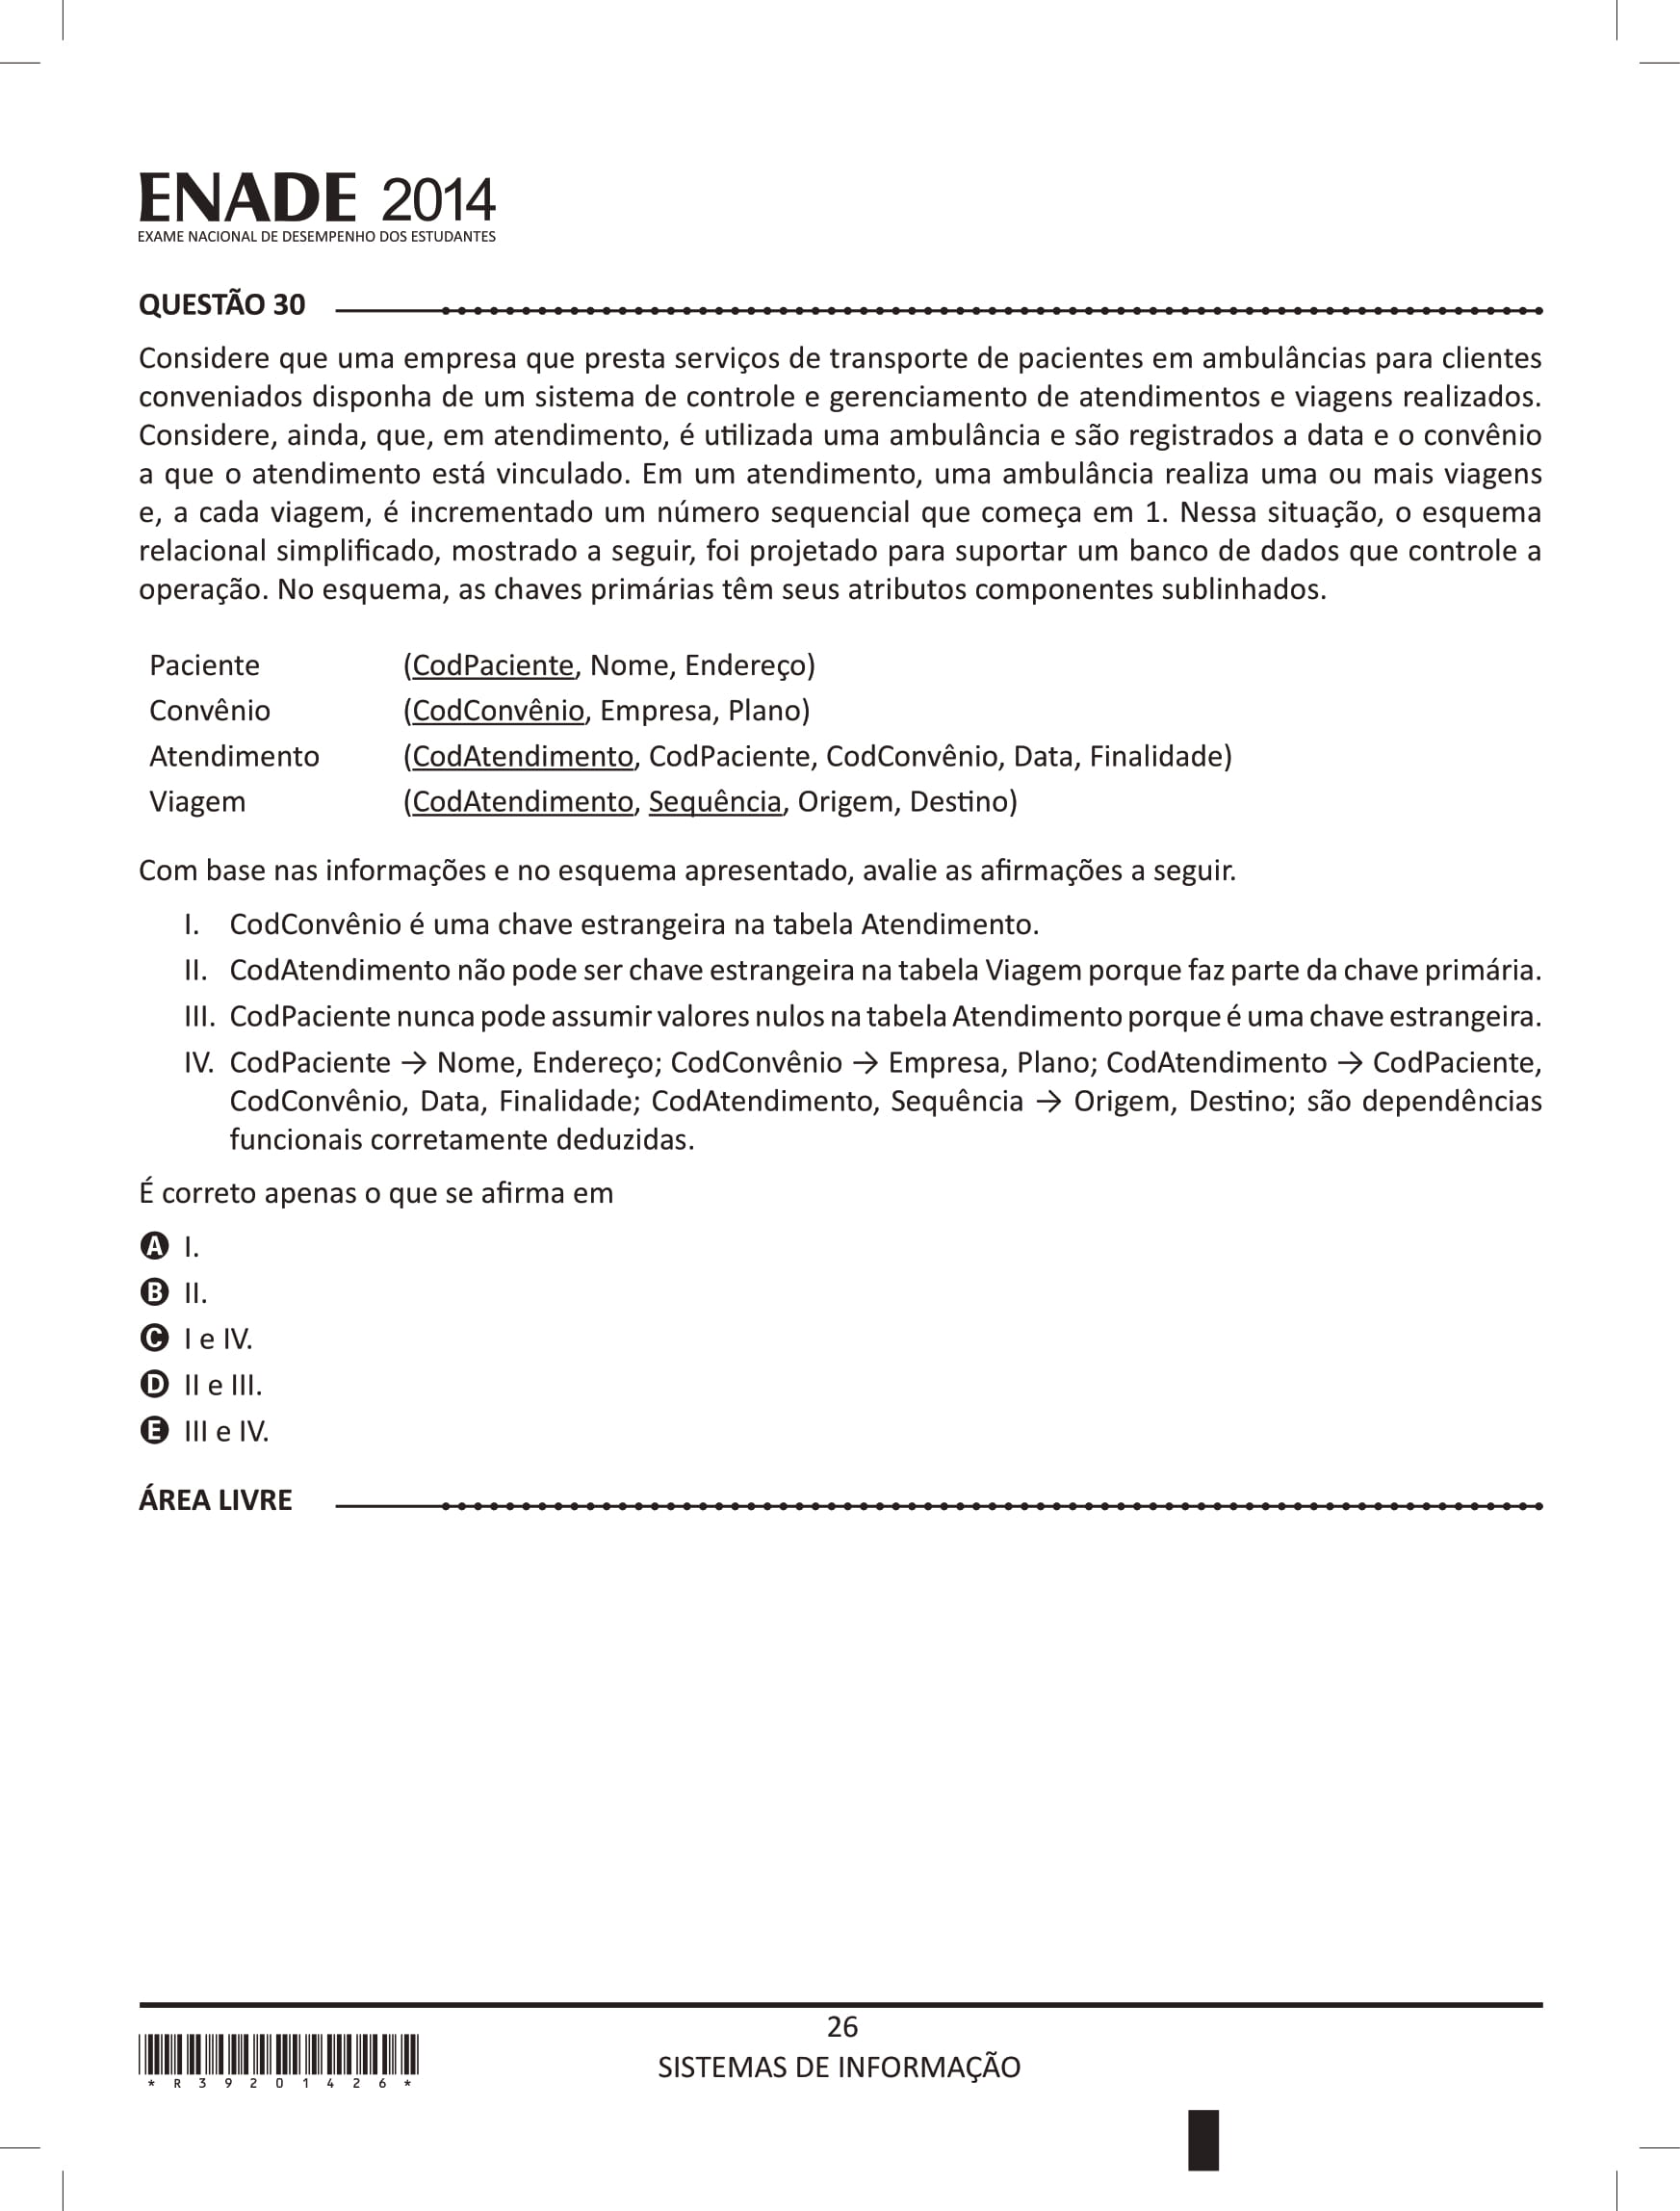 ENADE 2014
EXAME NACIONAL DE DESEMPENHO DOS ESTUDANTES
QUESTÃO 30
Considere que uma empresa que presta serviços de transporte de pacientes em ambulâncias para clientes
conveniados disponha de um sistema de controle e gerenciamento de atendimentos e viagens realizados.
Considere, ainda, que, em atendimento, é utilizada uma ambulância e são registrados a data e o convênio
a que o atendimento está vinculado. Em um atendimento, uma ambulância realiza uma ou mais viagens
e, a cada viagem, é incrementado um número sequencial que começa em 1. Nessa situação, o esquema
relacional simplificado, mostrado a seguir, foi projetado para suportar um banco de dados que controle a
operação. No esquema, as chaves primárias têm seus atributos componentes sublinhados.
Paciente (CodPaciente, Nome, Endereço)
Convênio (CodConvênio, Empresa, Plano)
Atendimento (CodAtendimento, CodPaciente, CodConvênio, Data, Finalidade)
Viagem (CodAtendimento, Sequência, Origem, Destino)
Com base nas informações e no esquema apresentado, avalie as afirmações a seguir.
I. CodConvênio é uma chave estrangeira na tabela Atendimento.
II. CodAtendimento não pode ser chave estrangeira na tabela Viagem porque faz parte da chave primária.
III. CodPaciente nunca pode assumir valores nulos na tabela Atendimento porque é uma chave estrangeira.
IV. CodPaciente → Nome, Endereço; CodConvênio → Empresa, Plano; CodAtendimento → CodPaciente,
CodConvênio, Data, Finalidade; CodAtendimento, Sequência → Origem, Destino; são dependências
funcionais corretamente deduzidas.
É correto apenas o que se afirma em
A I.
B II.
C I e IV.
D II e III.
E III e IV.
ÁREA LIVRE
26
SISTEMAS DE INFORMAÇÃO
* R 3 9 2 0 1 4 2 6 *